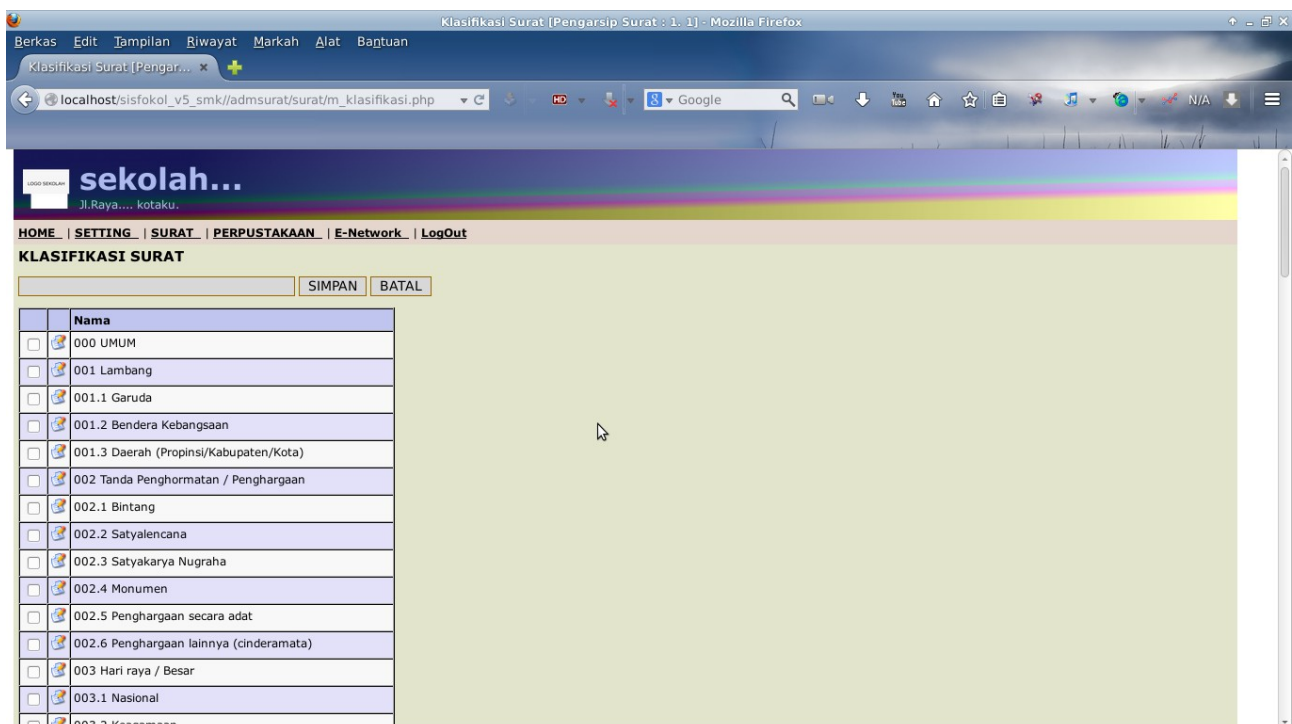 Klasifikasi Surat [Pengarsip Surat : 1. 1] - Mozilla Firefox
Berkas Edit Tampilan Riwayat Markah Alat Bantuan
Klasifikasi Surat [Pengar...
localhost/sisfokol_v5_smk//admsurat/surat/m_klasifikasi.php HD 8 Google You Tube N/A
LOGO SEKOLAH
sekolah...
Jl.Raya.... kotaku.
HOME | SETTING | SURAT | PERPUSTAKAAN | E-Network | LogOut
KLASIFIKASI SURAT
SIMPAN BATAL
Nama
000 UMUM
001 Lambang
001.1 Garuda
001.2 Bendera Kebangsaan
001.3 Daerah (Propinsi/Kabupaten/Kota)
002 Tanda Penghormatan / Penghargaan
002.1 Bintang
002.2 Satyalencana
002.3 Satyakarya Nugraha
002.4 Monumen
002.5 Penghargaan secara adat
002.6 Penghargaan lainnya (cinderamata)
003 Hari raya / Besar
003.1 Nasional